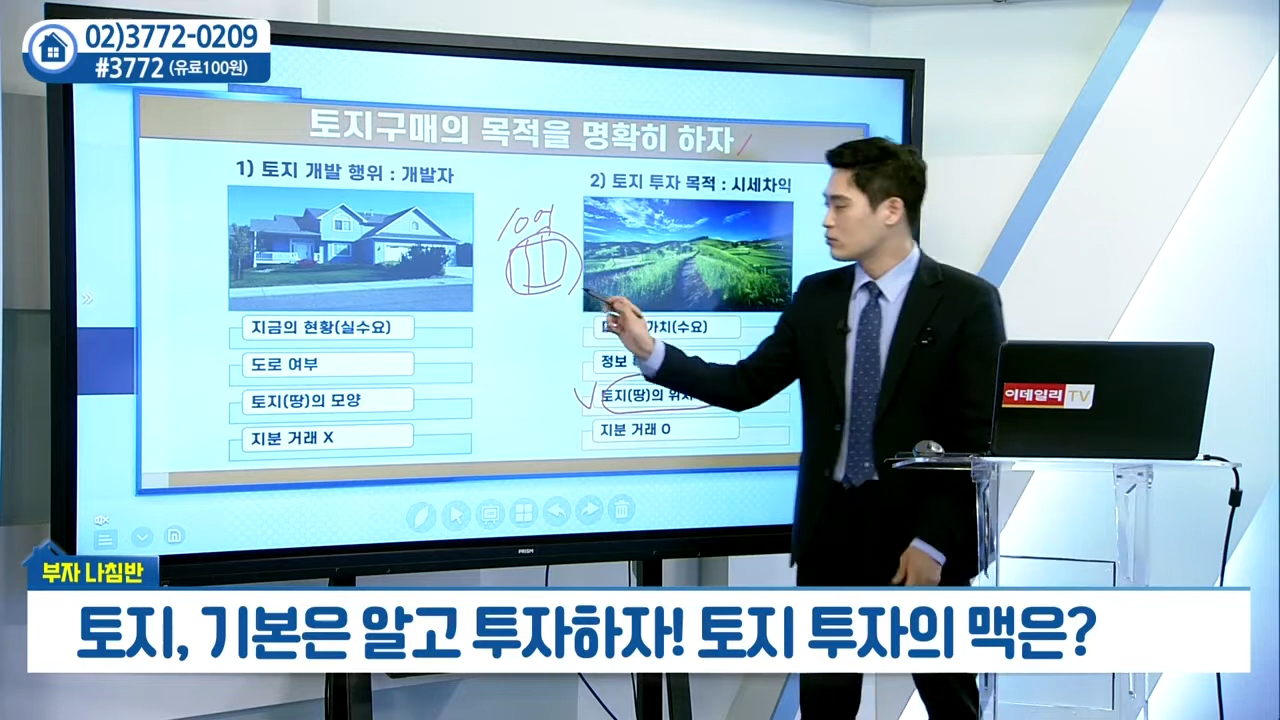 02)3772-0209
#3772 (유료100원)
토지구매의 목적을 명확히 하자
1) 토지 개발 행위 : 개발자
2) 토지 투자 목적 : 시세차익
10억
지금의 현황(실수요)
도로 여부
토지(땅)의 모양
지분 거래 X
가치(수요)
정보
토지(땅)의 위치
지분 거래 O
PRISM
이데일리 TV
부자 나침반
토지, 기본은 알고 투자하자! 토지 투자의 맥은?